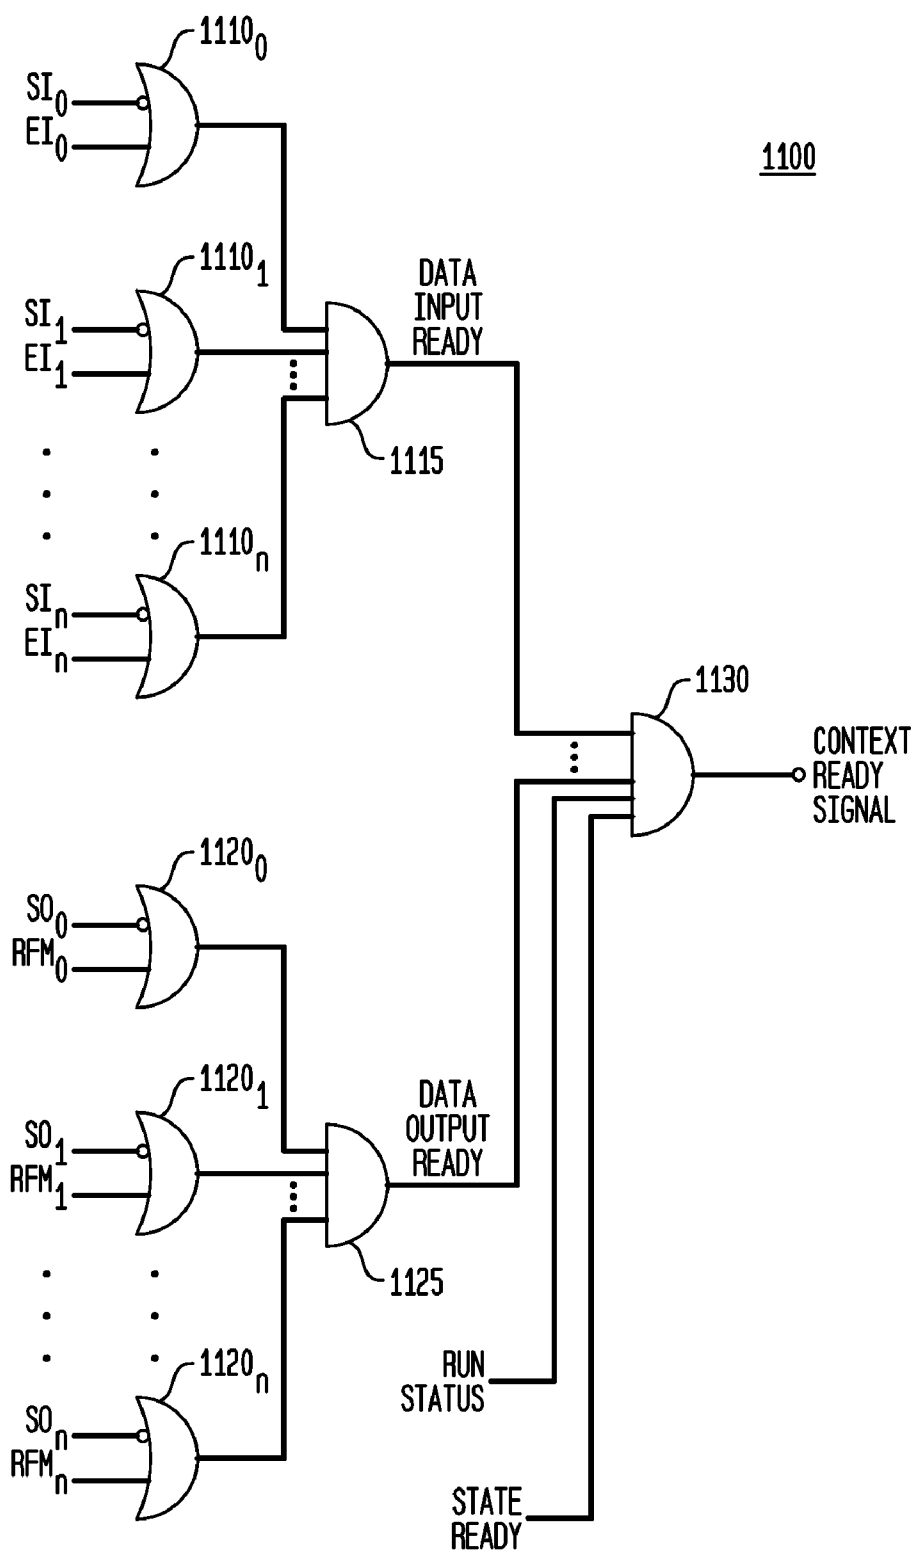 1110₀
SI₀
EI₀
1100
1110₁
SI₁
EI₁
DATA
INPUT
READY
1115
1110ₙ
SIₙ
EIₙ
1130
CONTEXT
READY
SIGNAL
1120₀
SO₀
RFM₀
1120₁
SO₁
RFM₁
DATA
OUTPUT
READY
1125
1120ₙ
SOₙ
RFMₙ
RUN
STATUS
STATE
READY